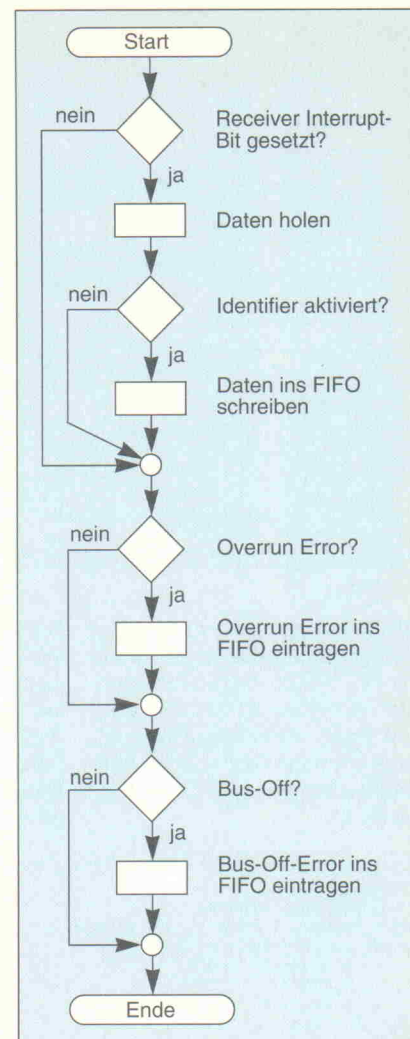 Start
nein
Receiver Interrupt-
Bit gesetzt?
ja
Daten holen
nein
Identifier aktiviert?
ja
Daten ins FIFO
schreiben
nein
Overrun Error?
ja
Overrun Error ins
FIFO eintragen
nein
Bus-Off?
ja
Bus-Off-Error ins
FIFO eintragen
Ende